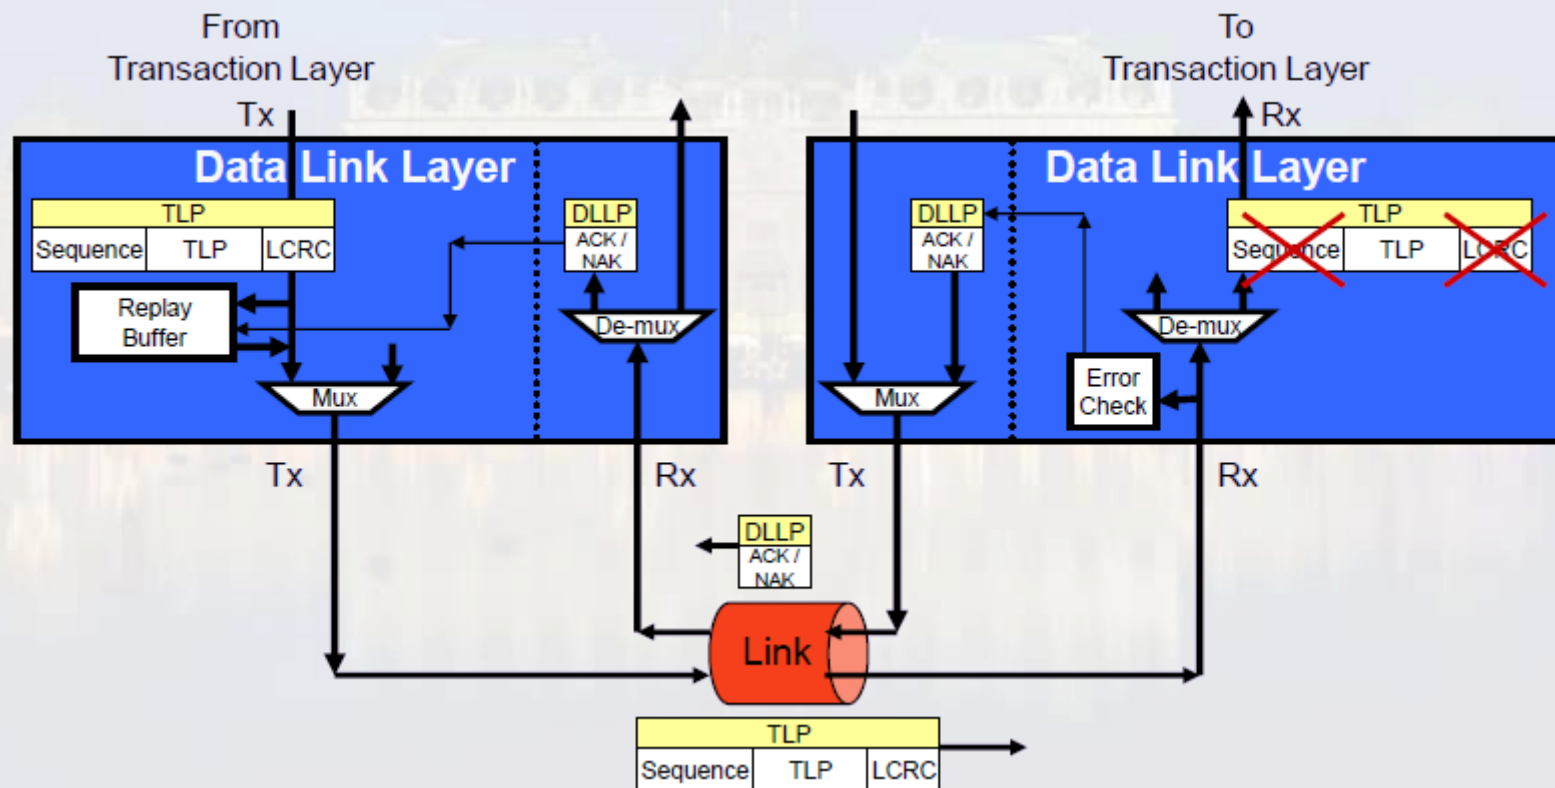 From
Transaction Layer
Tx
To
Transaction Layer
Rx
Data Link Layer
TLP
Sequence TLP LCRC
Replay
Buffer
Mux
DLLP
ACK /
NAK
De-mux
Tx
Rx
Data Link Layer
DLLP
ACK /
NAK
Mux
TLP
Sequence TLP LCRC
De-mux
Error
Check
Tx
Rx
DLLP
ACK /
NAK
Link
TLP
Sequence TLP LCRC